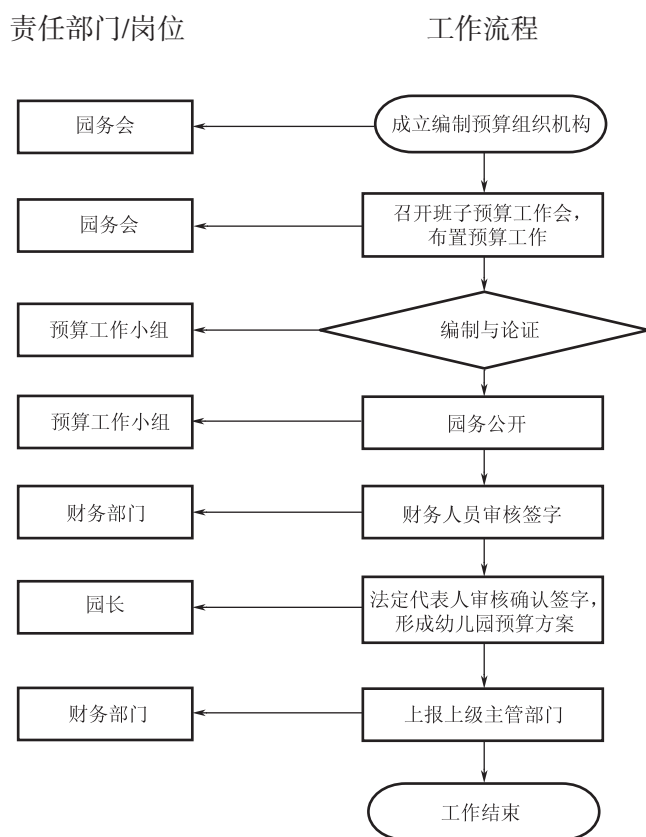 责任部门/岗位 工作流程
园务会 成立编制预算组织机构
园务会 召开班子预算工作会，
布置预算工作
预算工作小组 编制与论证
预算工作小组 园务公开
财务部门 财务人员审核签字
园长 法定代表人审核确认签字，
形成幼儿园预算方案
财务部门 上报上级主管部门
工作结束